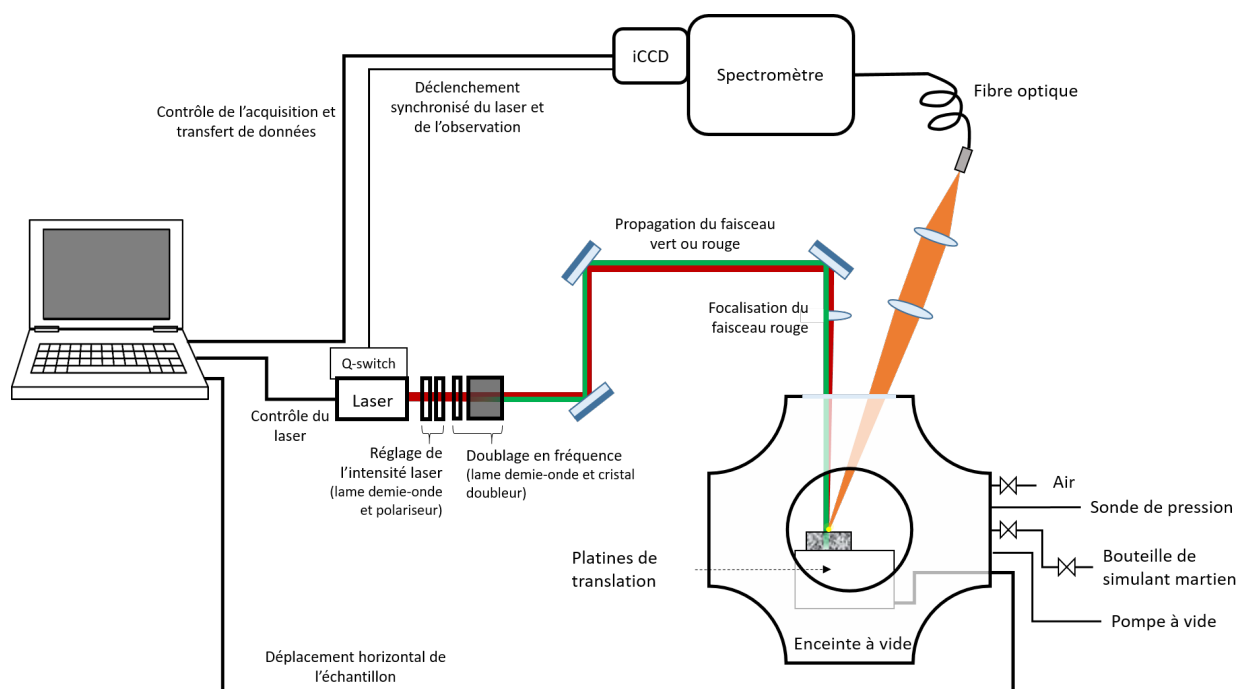 iCCD
Spectromètre
Fibre optique
Déclenchement
synchronisé du laser et
de l'observation
Contrôle de l'acquisition et
transfert de données
Propagation du faisceau
vert ou rouge
Focalisation du
faisceau rouge
Q-switch
Laser
Contrôle du
laser
Réglage de
l'intensité laser
(lame demie-onde
et polariseur)
Doublage en fréquence
(lame demie-onde et cristal
doubleur)
Air
Sonde de pression
Bouteille de
simulant martien
Pompe à vide
Platines de
translation
Enceinte à vide
Déplacement horizontal de
l'échantillon